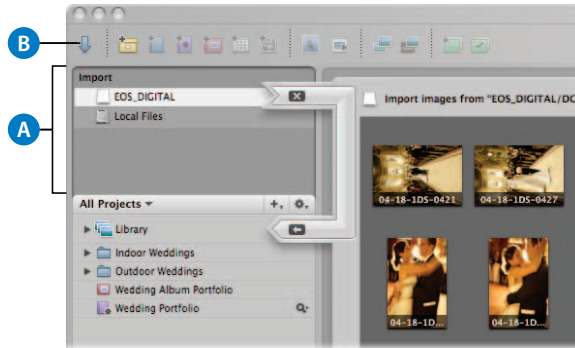 B
A
Import
EOS_DIGITAL
Local Files
Import images from "EOS_DIGITAL/DC
04-18-1DS-0421
04-18-1DS-0427
All Projects
Library
Indoor Weddings
Outdoor Weddings
Wedding Album Portfolio
Wedding Portfolio
04-18-1D...
04-18-1D...